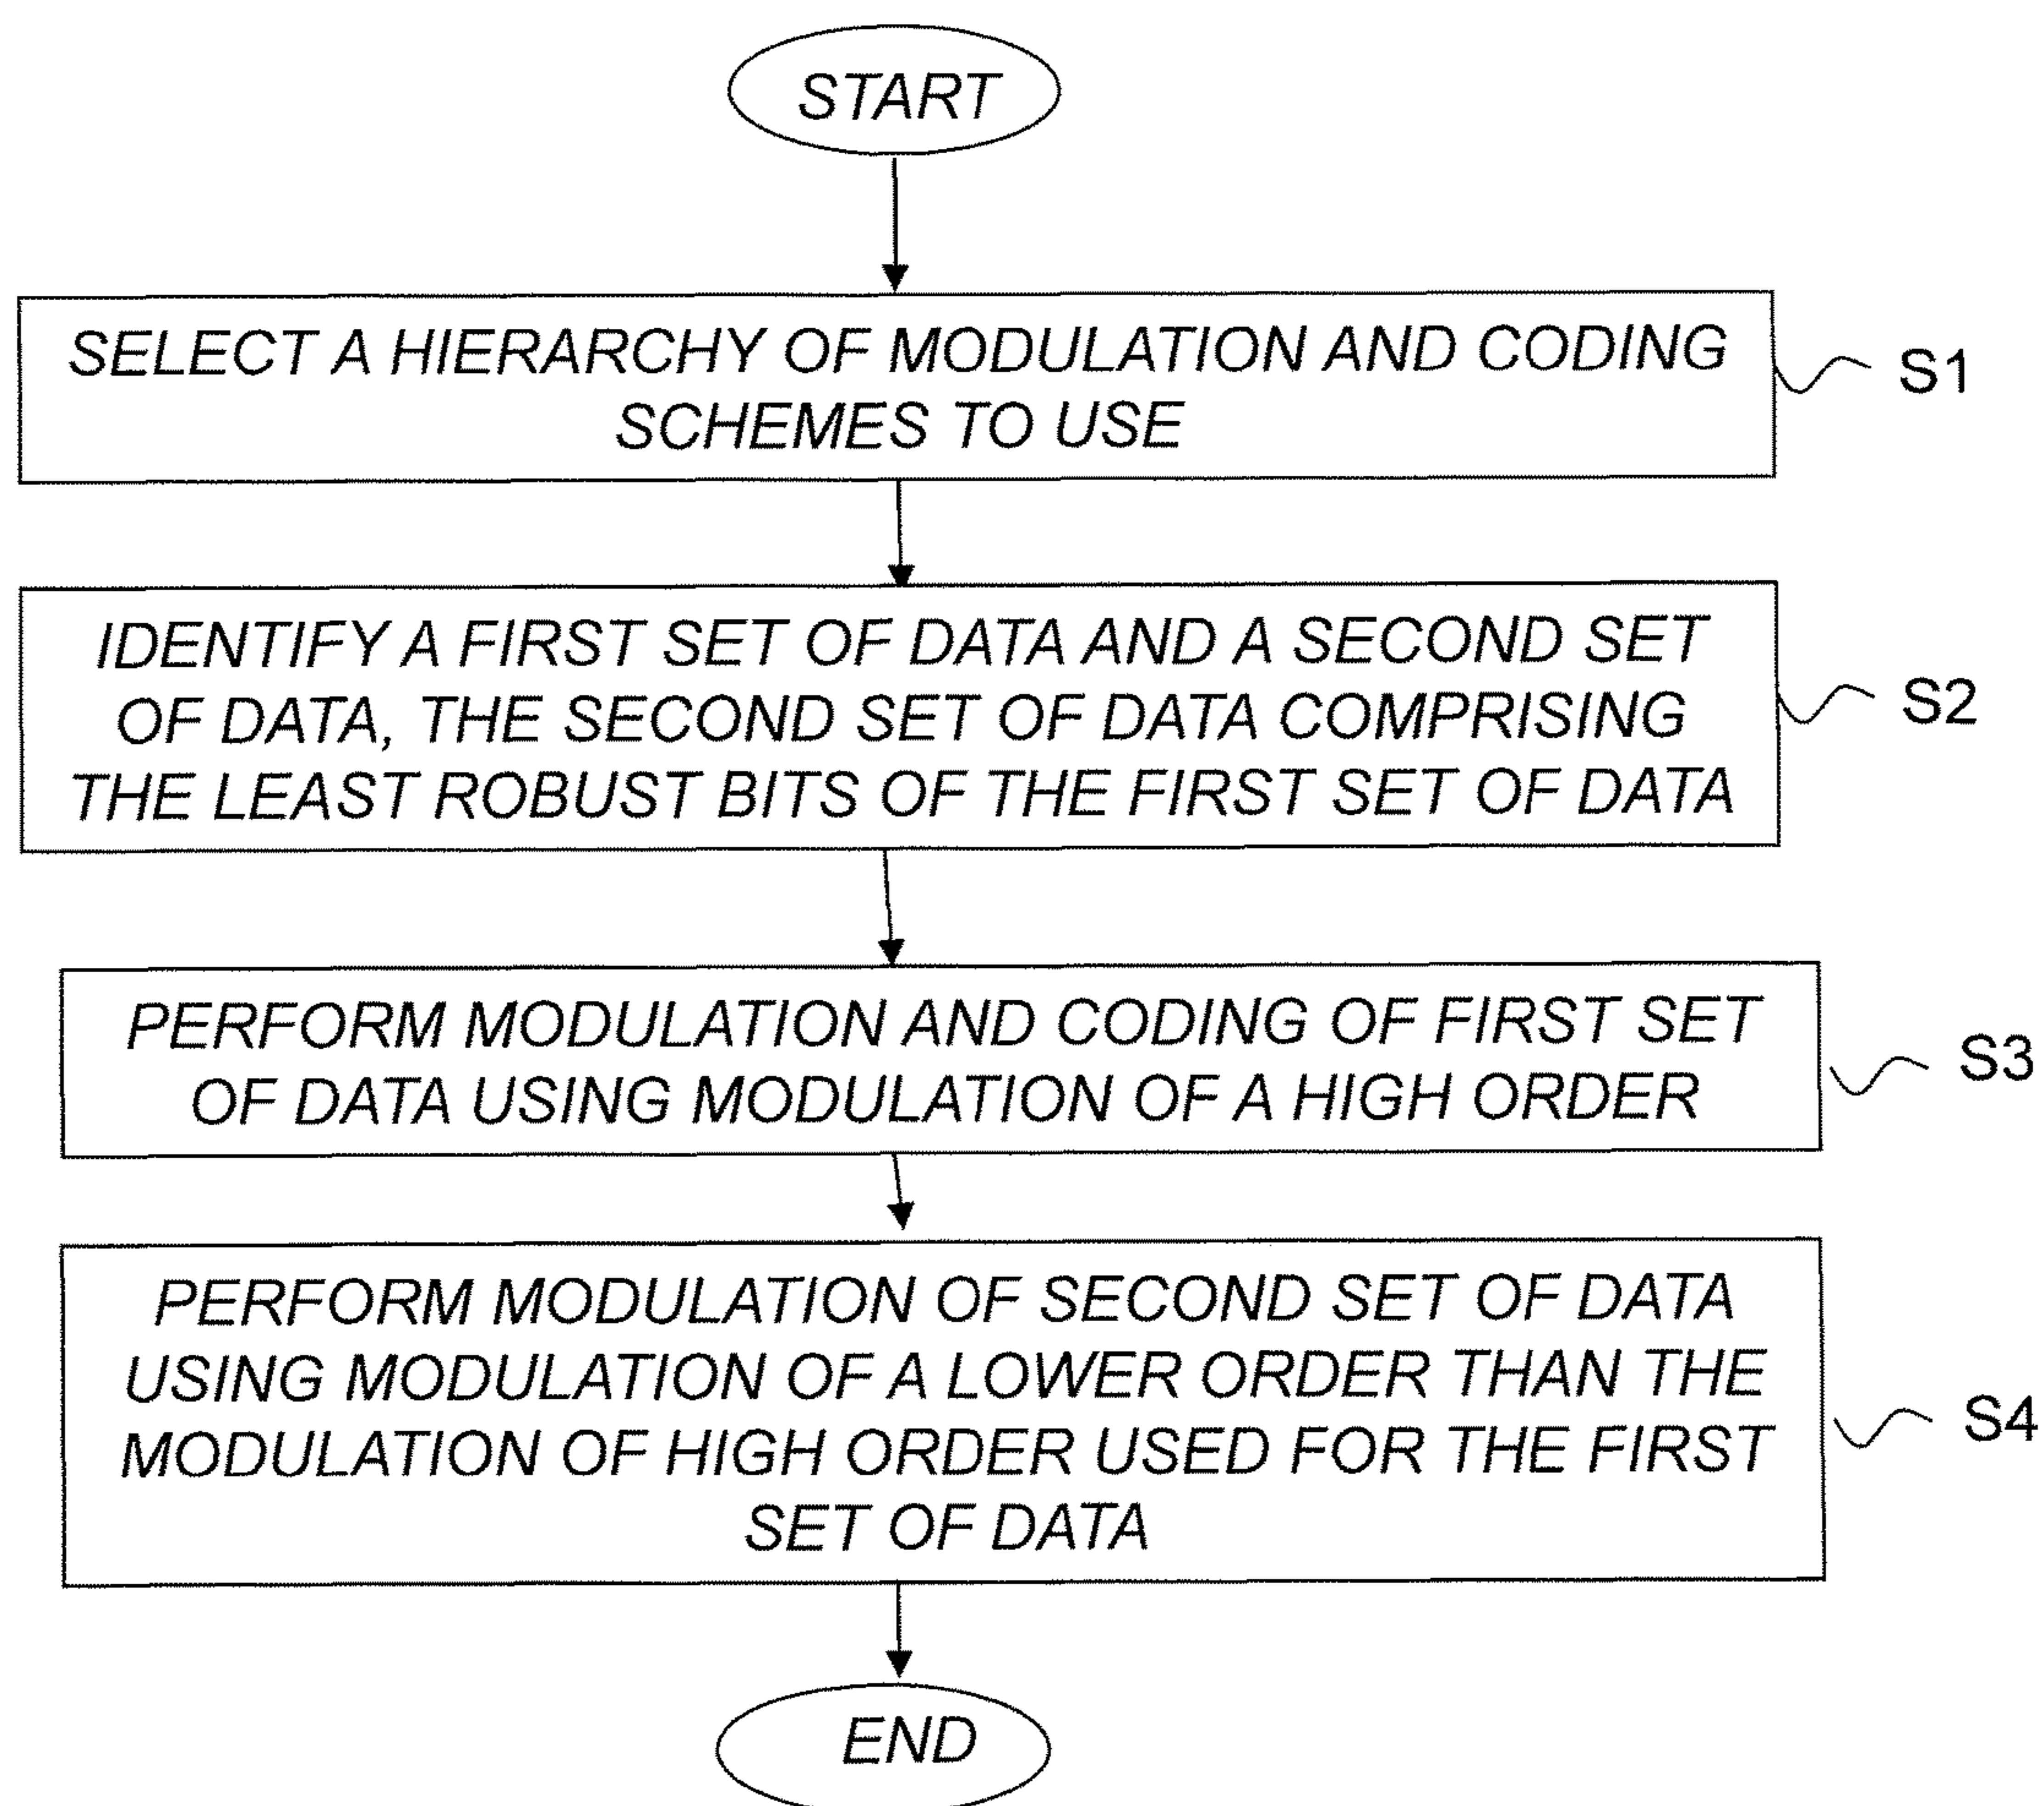 START
SELECT A HIERARCHY OF MODULATION AND CODING
SCHEMES TO USE
S1
IDENTIFY A FIRST SET OF DATA AND A SECOND SET
OF DATA, THE SECOND SET OF DATA COMPRISING
THE LEAST ROBUST BITS OF THE FIRST SET OF DATA
S2
PERFORM MODULATION AND CODING OF FIRST SET
OF DATA USING MODULATION OF A HIGH ORDER
S3
PERFORM MODULATION OF SECOND SET OF DATA
USING MODULATION OF A LOWER ORDER THAN THE
MODULATION OF HIGH ORDER USED FOR THE FIRST
SET OF DATA
S4
END